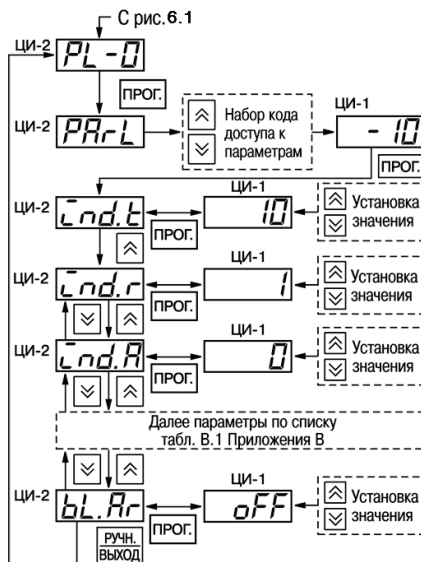 С рис.6.1
ЦИ-2 PL-0
ПРОГ.
ЦИ-2 PArL
Набор кода
доступа к
параметрам
ЦИ-1
-10
ПРОГ.
ЦИ-2 ind.t
ПРОГ.
ЦИ-1
10
Установка
значения
ЦИ-2 ind.r
ПРОГ.
ЦИ-1
1
Установка
значения
ЦИ-2 ind.A
ПРОГ.
ЦИ-1
0
Установка
значения
Далее параметры по списку
табл. В.1 Приложения В
ЦИ-2 bL.Ar
ПРОГ.
ЦИ-1
oFF
Установка
значения
РУЧН.
ВЫХОД